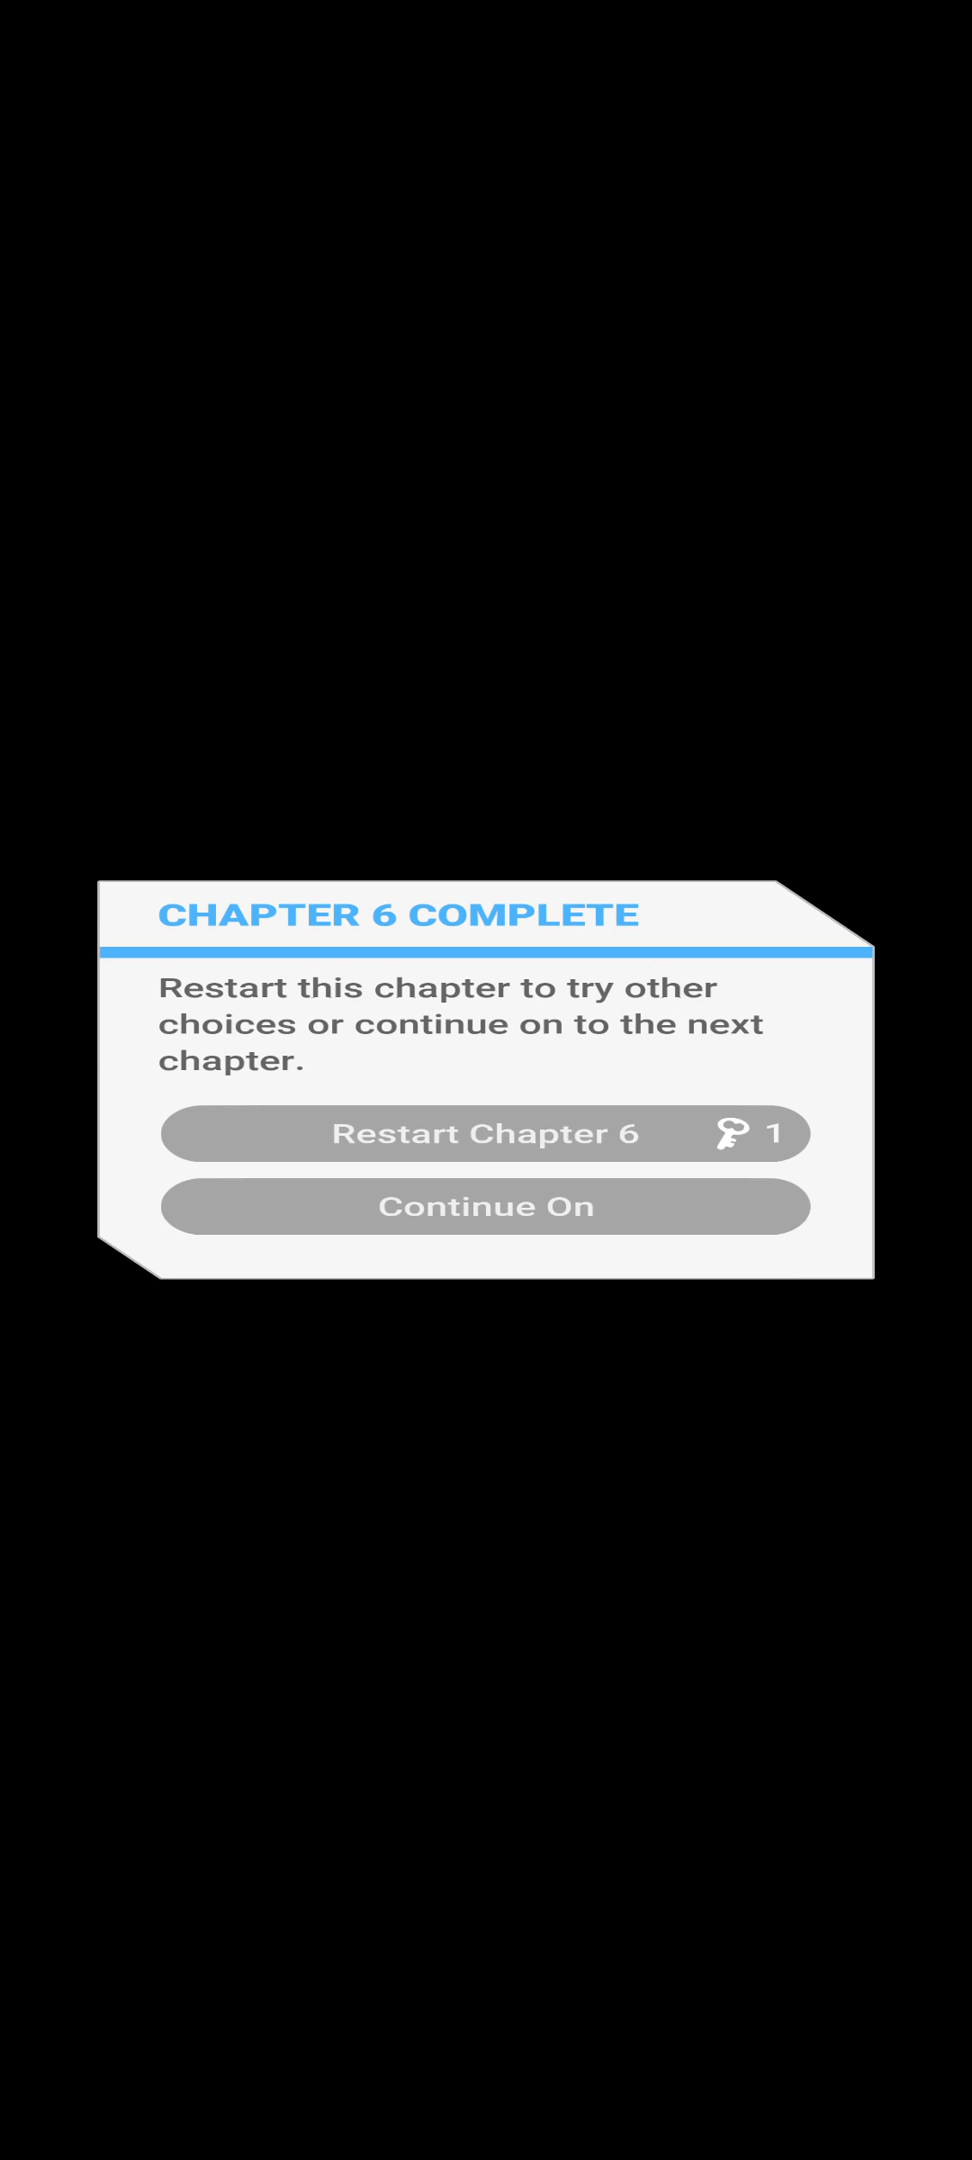 CHAPTER 6 COMPLETE
Restart this chapter to try other
choices or continue on to the next
chapter.
Restart Chapter 6 1
Continue On